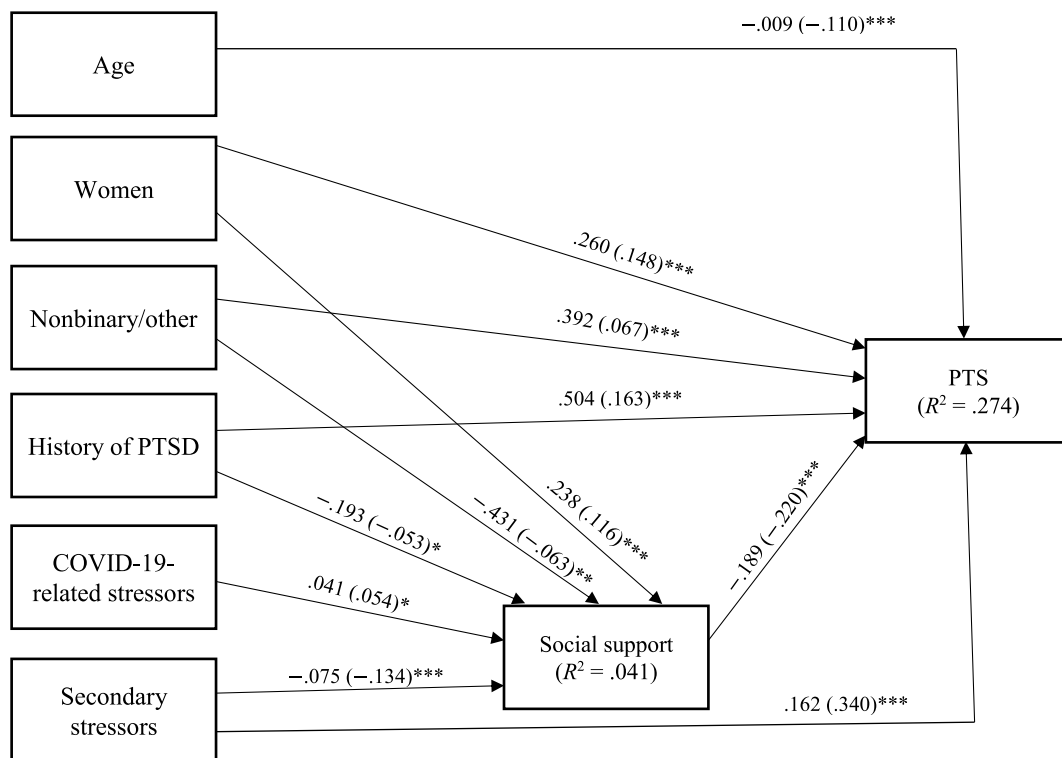 −.009 (−.110)***
Age
Women
.260 (.148)***
Nonbinary/other
.392 (.067)***
PTS
(R² = .274)
.504 (.163)***
History of PTSD
−.193 (−.053)*
−.431 (−.063)**
.238 (.116)***
−.189 (−.220)***
COVID-19-
related stressors
.041 (.054)*
Social support
(R² = .041)
Secondary
stressors
−.075 (−.134)***
.162 (.340)***